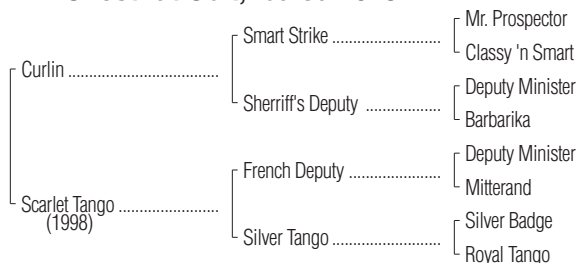 Mr. Prospector
Smart Strike ....................
Classy 'n Smart
Curlin ............................................
Deputy Minister
Sherriff's Deputy ....................
Barbarika
Deputy Minister
French Deputy .........................
Mitterand
Scarlet Tango .............................
(1998)
Silver Badge
Silver Tango ..............................
Royal Tango